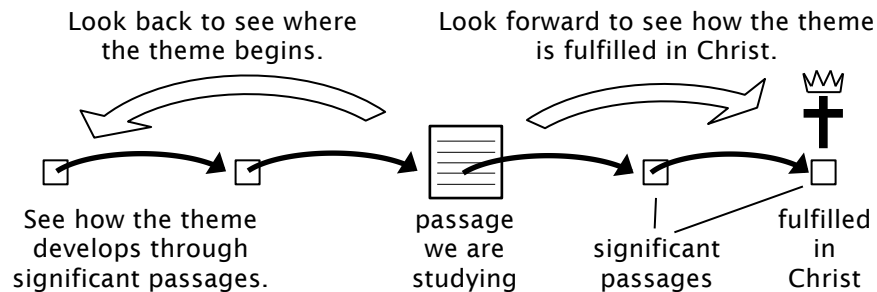 Look back to see where
the theme begins.
Look forward to see how the theme
is fulfilled in Christ.
See how the theme
develops through
significant passages.
passage
we are
studying
significant
passages
fulfilled
in
Christ